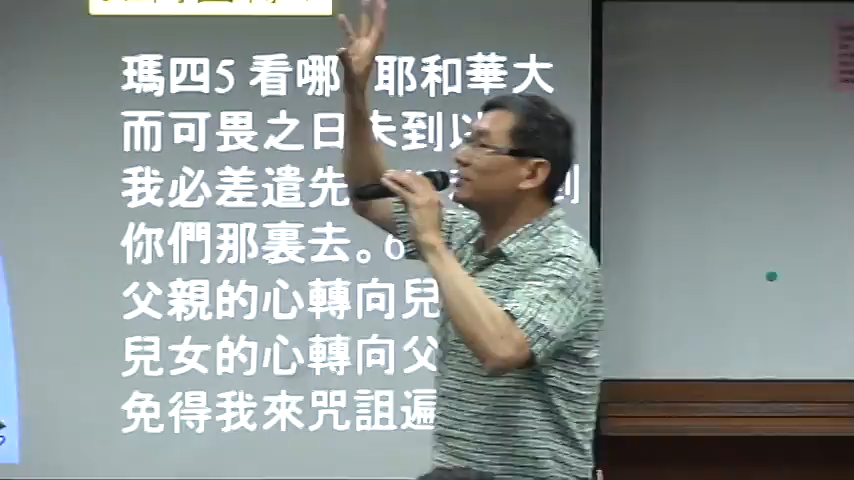 瑪四5 看哪 耶和華大
而可畏之日未到以
我必差遣先 到
你們那裏去。6
父親的心轉向兒
兒女的心轉向父
免得我來咒詛遍